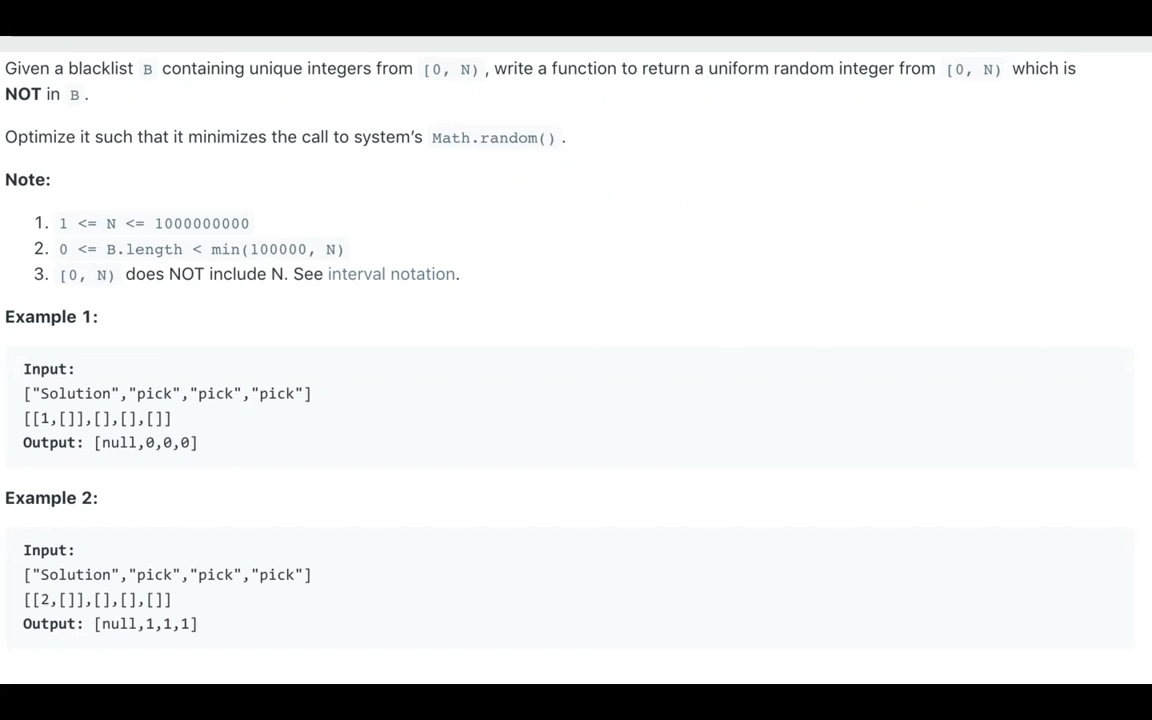 Given a blacklist B containing unique integers from [0, N) , write a function to return a uniform random integer from [0, N) which is
NOT in B .
Optimize it such that it minimizes the call to system's Math.random() .
Note:
1. 1 <= N <= 1000000000
2. 0 <= B.length < min(100000, N)
3. [0, N) does NOT include N. See interval notation.
Example 1:
Input:
["Solution","pick","pick","pick"]
[[1,[]],[],[],[]]
Output: [null,0,0,0]
Example 2:
Input:
["Solution","pick","pick","pick"]
[[2,[]],[],[],[]]
Output: [null,1,1,1]